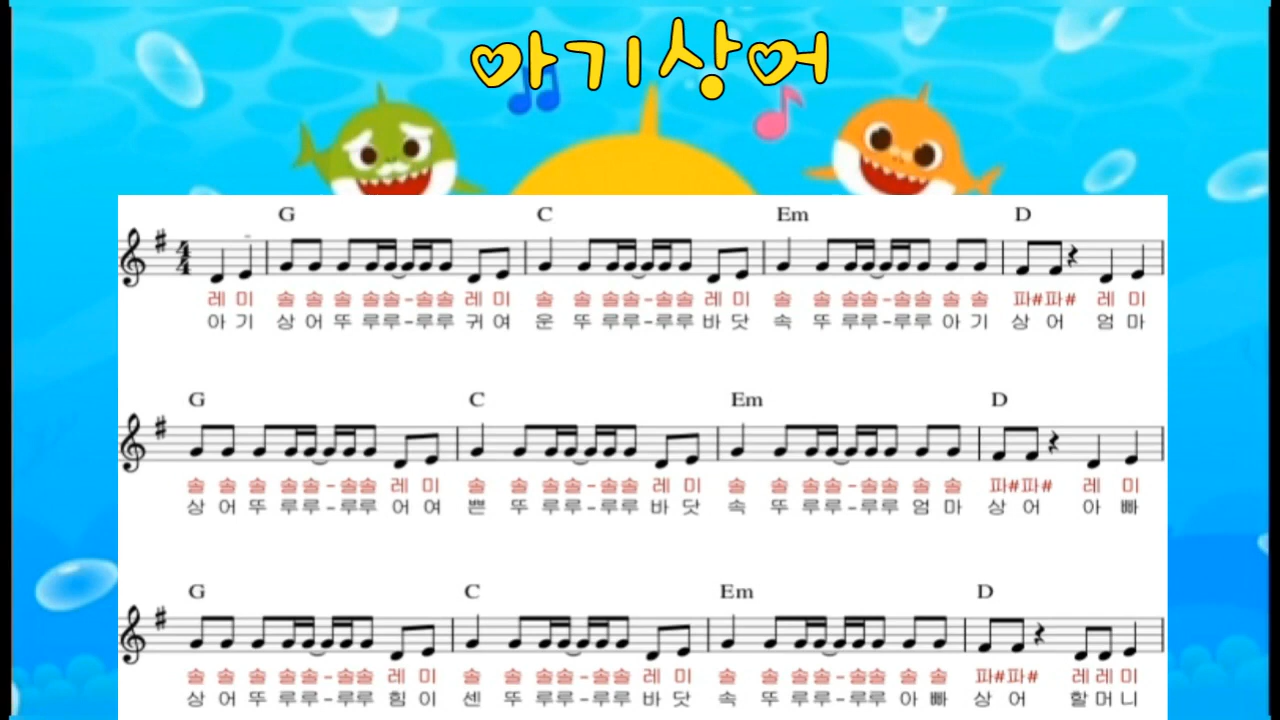 아기상어
G C Em D
레 미 솔 솔 솔 솔솔-솔솔 레 미 솔 솔 솔솔-솔솔 레 미 솔 솔 솔솔-솔솔 솔 솔 파#파# 레 미
아 기 상 어 뚜 루루-루루 귀 여 운 뚜 루루-루루 바 닷 속 뚜 루루-루루 아 기 상 어 엄 마
G C Em D
솔 솔 솔 솔솔-솔솔 레 미 솔 솔 솔솔-솔솔 레 미 솔 솔 솔솔-솔솔 솔 솔 파#파# 레 미
상 어 뚜 루루-루루 어 여 쁜 뚜 루루-루루 바 닷 속 뚜 루루-루루 엄 마 상 어 아 빠
G C Em D
솔 솔 솔 솔솔-솔솔 레 미 솔 솔 솔솔-솔솔 레 미 솔 솔 솔솔-솔솔 솔 솔 파#파# 레레미
상 어 뚜 루루-루루 힘 이 센 뚜 루루-루루 바 닷 속 뚜 루루-루루 아 빠 상 어 할머니